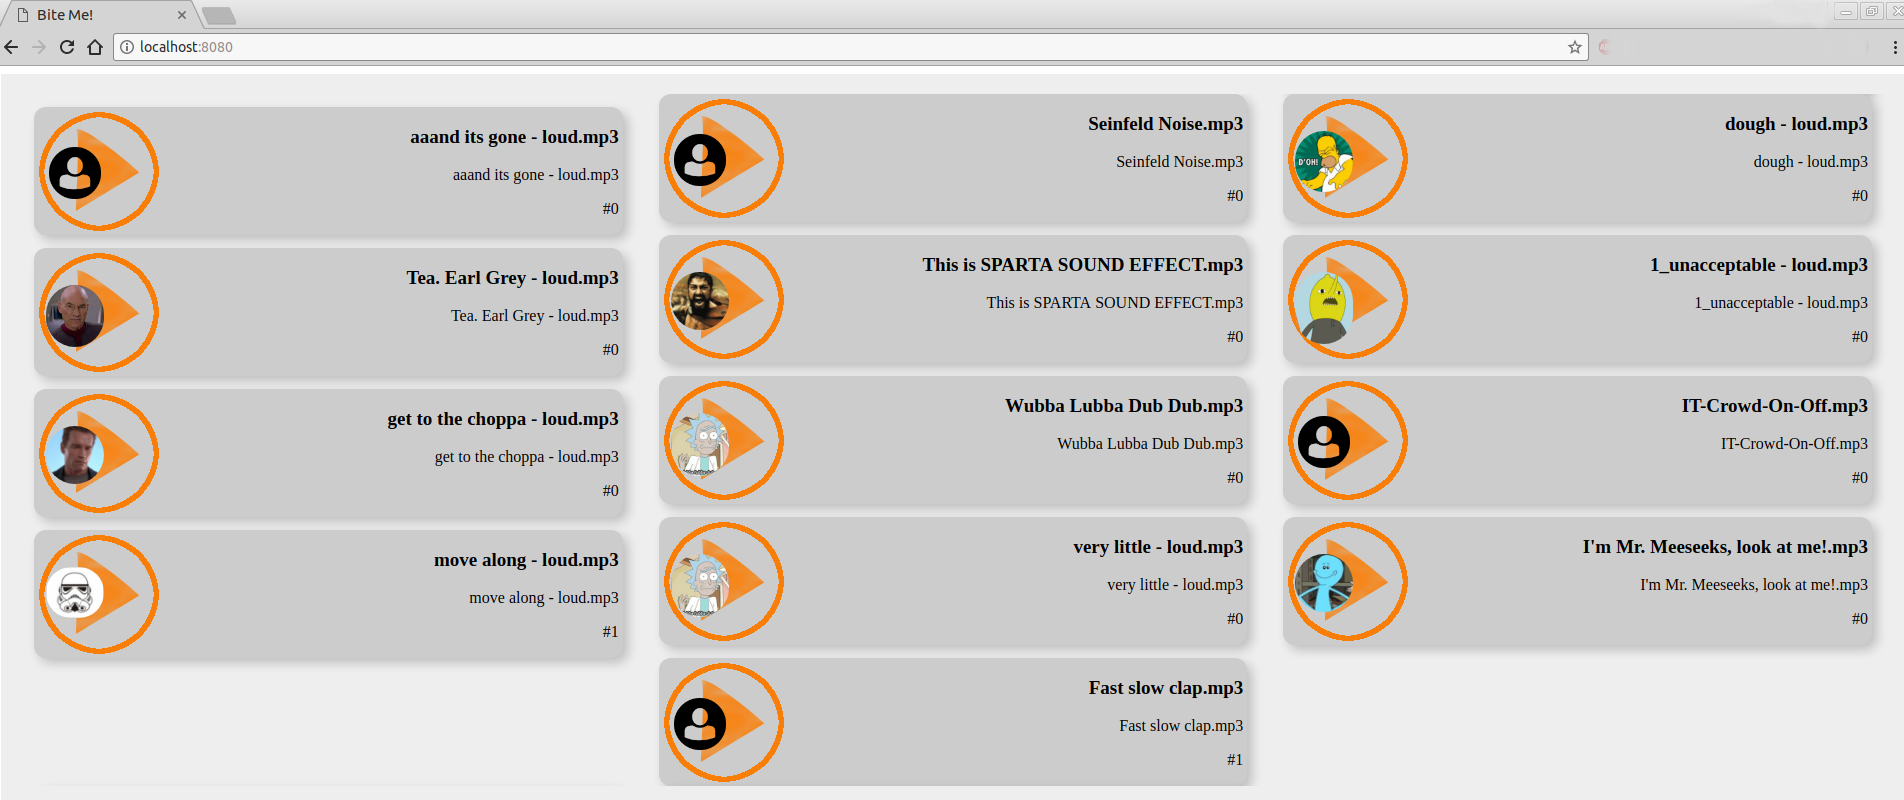 Bite Me!
localhost:8080
aaand its gone - loud.mp3
aaand its gone - loud.mp3
#0
Tea. Earl Grey - loud.mp3
Tea. Earl Grey - loud.mp3
#0
get to the choppa - loud.mp3
get to the choppa - loud.mp3
#0
move along - loud.mp3
move along - loud.mp3
#1
Seinfeld Noise.mp3
Seinfeld Noise.mp3
#0
This is SPARTA SOUND EFFECT.mp3
This is SPARTA SOUND EFFECT.mp3
#0
Wubba Lubba Dub Dub.mp3
Wubba Lubba Dub Dub.mp3
#0
very little - loud.mp3
very little - loud.mp3
#0
Fast slow clap.mp3
Fast slow clap.mp3
#1
D'OH!
dough - loud.mp3
dough - loud.mp3
#0
1_unacceptable - loud.mp3
1_unacceptable - loud.mp3
#0
IT-Crowd-On-Off.mp3
IT-Crowd-On-Off.mp3
#0
I'm Mr. Meeseeks, look at me!.mp3
I'm Mr. Meeseeks, look at me!.mp3
#0